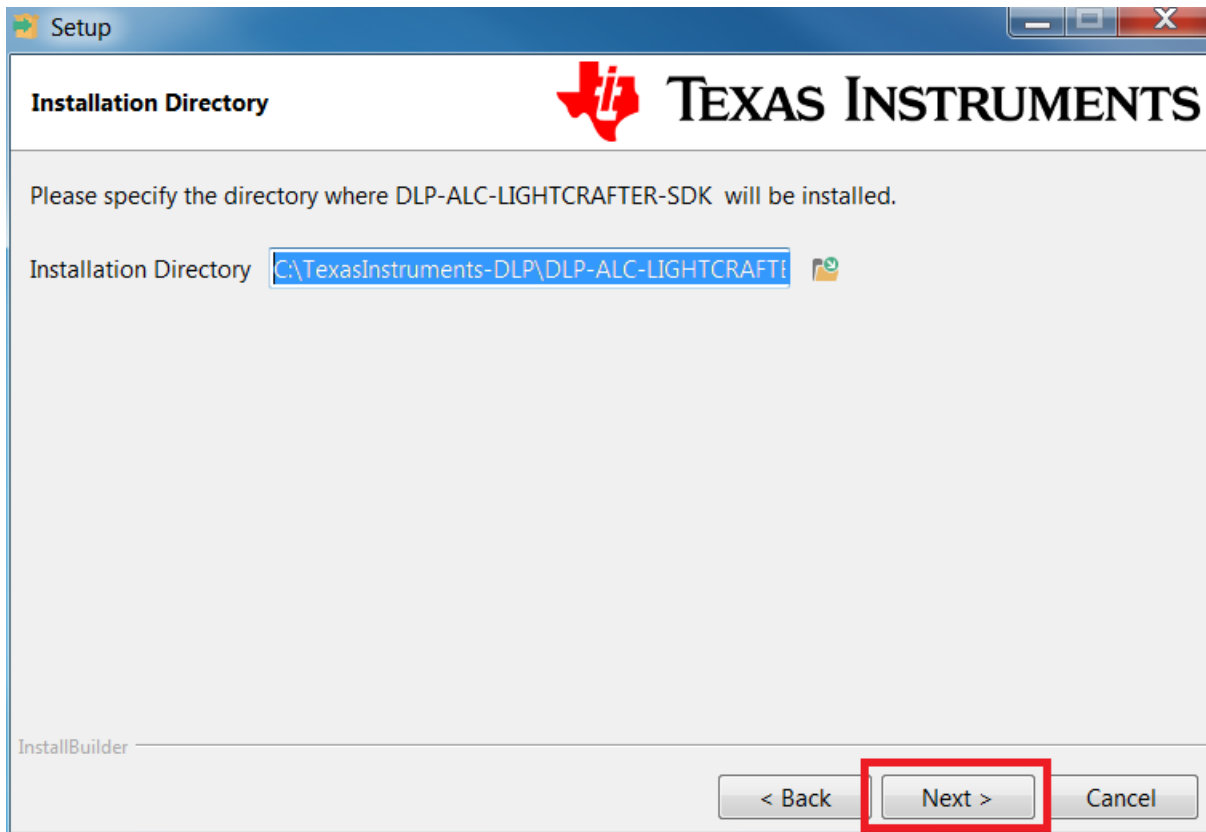 Setup
Installation Directory
TEXAS INSTRUMENTS
Please specify the directory where DLP-ALC-LIGHTCRAFTER-SDK will be installed.
Installation Directory C:\TexasInstruments-DLP\DLP-ALC-LIGHTCRAFTE
InstallBuilder
< Back Next > Cancel